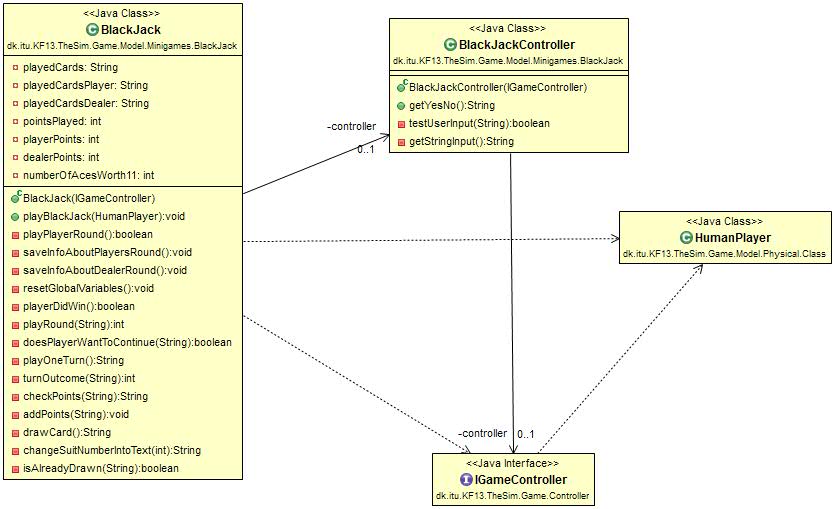 <<Java Class>>
BlackJack
dk.itu.KF13.TheSim.Game.Model.Minigames.BlackJack
playedCards: String
playedCardsPlayer: String
playedCardsDealer: String
pointsPlayed: int
playerPoints: int
dealerPoints: int
numberOfAcesWorth11: int
BlackJack(IGameController)
playBlackJack(HumanPlayer):void
playPlayerRound():boolean
saveInfoAboutPlayersRound():void
saveInfoAboutDealerRound():void
resetGlobalVariables():void
playerDidWin():boolean
playRound(String):int
doesPlayerWantToContinue(String):boolean
playOneTurn():String
turnOutcome(String):int
checkPoints(String):String
addPoints(String):void
drawCard():String
changeSuitNumberIntoText(int):String
isAlreadyDrawn(String):boolean
-controller
0..1
<<Java Class>>
BlackJackController
dk.itu.KF13.TheSim.Game.Model.Minigames.BlackJack
BlackJackController(IGameController)
getYesNo():String
testUserInput(String):boolean
getStringInput():String
<<Java Class>>
HumanPlayer
dk.itu.KF13.TheSim.Game.Model.Physical.Class
-controller
0..1
<<Java Interface>>
IGameController
dk.itu.KF13.TheSim.Game.Controller